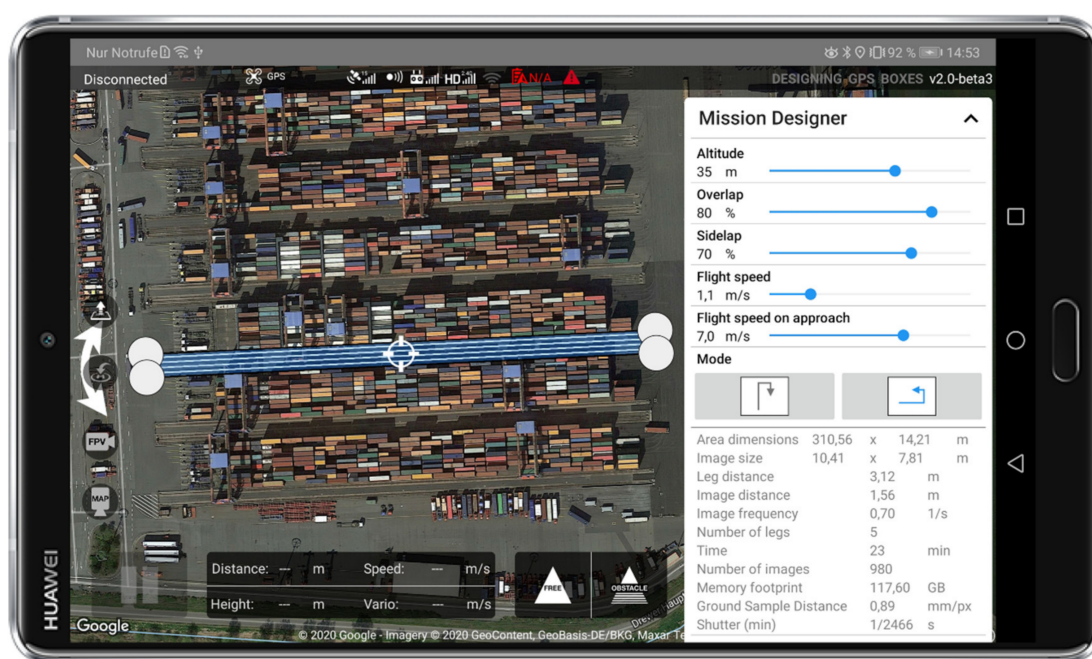 Nur Notrufe 92 % 14:53
Disconnected GPS HD N/A DESIGNING GPS BOXES v2.0-beta3
Mission Designer
Altitude
35 m
Overlap
80 %
Sidelap
70 %
Flight speed
1,1 m/s
Flight speed on approach
7,0 m/s
Mode
Area dimensions 310,56 x 14,21 m
Image size 10,41 x 7,81 m
Leg distance 3,12 m
Image distance 1,56 m
Image frequency 0,70 1/s
Number of legs 5
Time 23 min
Number of images 980
Memory footprint 117,60 GB
Ground Sample Distance 0,89 mm/px
Shutter (min) 1/2466 s
FPV
MAP
Distance: --- m Speed: --- m/s
Height: --- m Vario: --- m/s
FREE
OBSTACLE
HUAWEI
Google
© 2020 Google - Imagery © 2020 GeoContent, GeoBasis-DE/BKG, Maxar